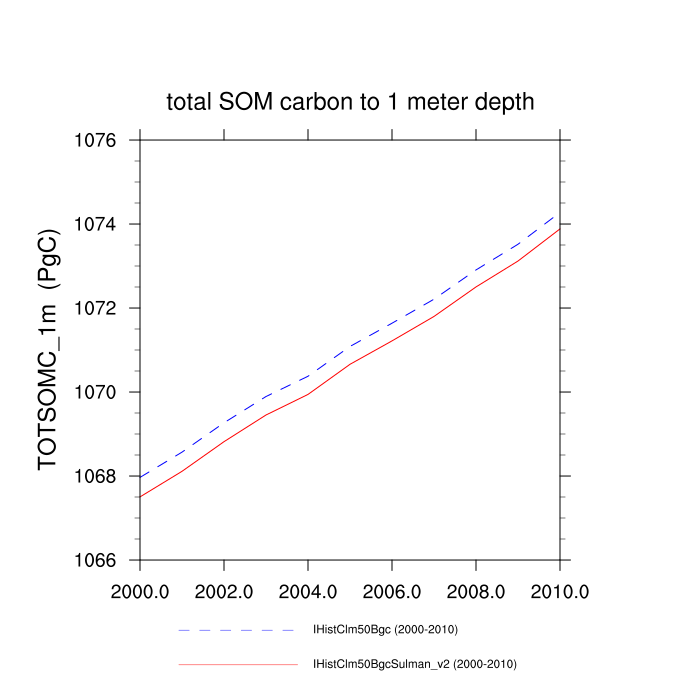 total SOM carbon to 1 meter depth
TOTSOMC_1m (PgC)
1076
1074
1072
1070
1068
1066
2000.0 2002.0 2004.0 2006.0 2008.0 2010.0
IHistClm50Bgc (2000-2010)
IHistClm50BgcSulman_v2 (2000-2010)